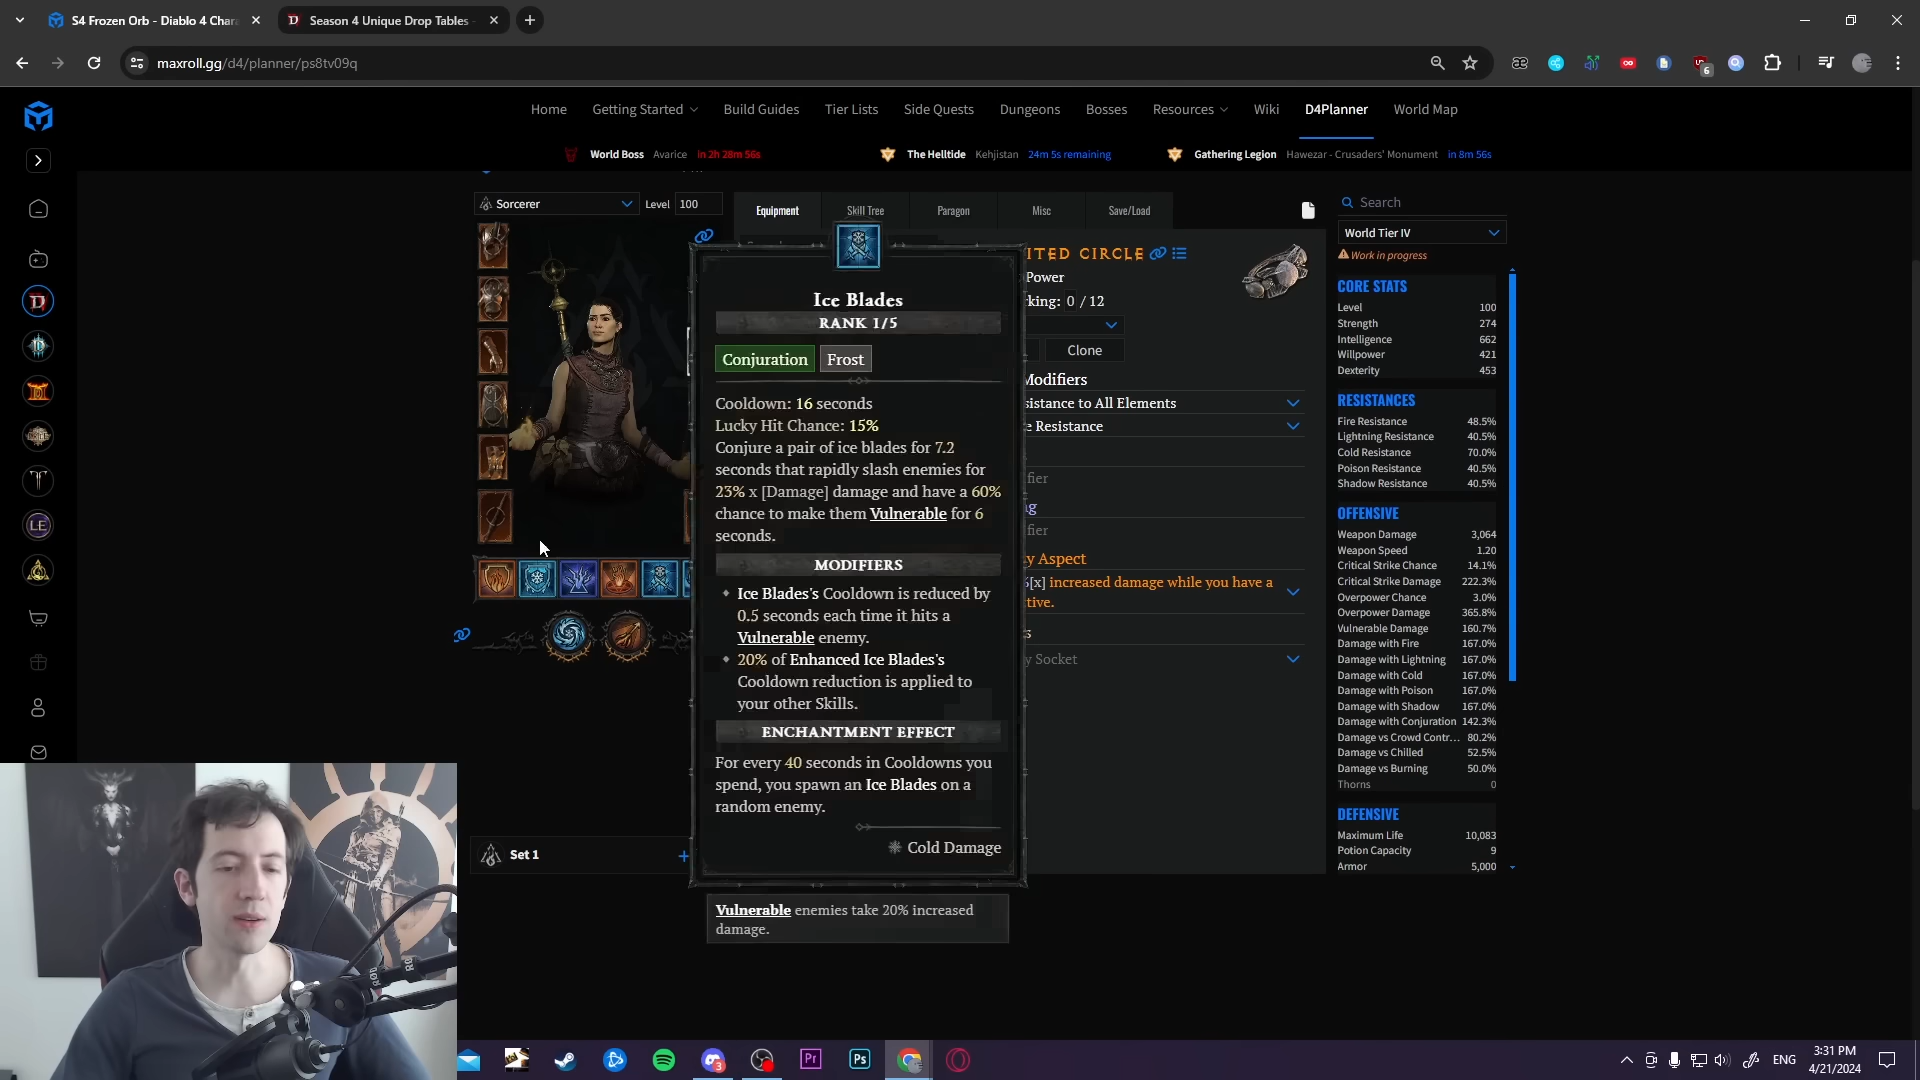 S4 Frozen Orb - Diablo 4 Chara
Season 4 Unique Drop Tables -
maxroll.gg/d4/planner/ps8tv09q
6
Home
Getting Started
Build Guides
Tier Lists
Side Quests
Dungeons
Bosses
Resources
Wiki
D4Planner
World Map
World Boss Avarice in 2h 28m 56s
The Helltide Kehjistan 24m 5s remaining
Gathering Legion Hawezar - Crusaders' Monument in 8m 56s
Sorcerer
Level 100
Equipment
Skill Tree
Paragon
Misc
Save/Load
Search
World Tier IV
Work in progress
ITED CIRCLE
Power
king: 0 / 12
Clone
Modifiers
sistance to All Elements
e Resistance
fier
ng
fier
y Aspect
[x] increased damage while you have a
tive.
s
y Socket
Ice Blades
RANK 1/5
Conjuration Frost
Cooldown: 16 seconds
Lucky Hit Chance: 15%
Conjure a pair of ice blades for 7.2
seconds that rapidly slash enemies for
23% x [Damage] damage and have a 60%
chance to make them Vulnerable for 6
seconds.
MODIFIERS
Ice Blades's Cooldown is reduced by
0.5 seconds each time it hits a
Vulnerable enemy.
20% of Enhanced Ice Blades's
Cooldown reduction is applied to
your other Skills.
ENCHANTMENT EFFECT
For every 40 seconds in Cooldowns you
spend, you spawn an Ice Blades on a
random enemy.
Cold Damage
Vulnerable enemies take 20% increased
damage.
Set 1
CORE STATS
Level 100
Strength 274
Intelligence 662
Willpower 421
Dexterity 453
RESISTANCES
Fire Resistance 48.5%
Lightning Resistance 40.5%
Cold Resistance 70.0%
Poison Resistance 40.5%
Shadow Resistance 40.5%
OFFENSIVE
Weapon Damage 3,064
Weapon Speed 1.20
Critical Strike Chance 14.1%
Critical Strike Damage 222.3%
Overpower Chance 3.0%
Overpower Damage 365.8%
Vulnerable Damage 160.7%
Damage with Fire 167.0%
Damage with Lightning 167.0%
Damage with Cold 167.0%
Damage with Poison 167.0%
Damage with Shadow 167.0%
Damage with Conjuration 142.3%
Damage vs Crowd Contr... 80.2%
Damage vs Chilled 52.5%
Damage vs Burning 50.0%
Thorns 0
DEFENSIVE
Maximum Life 10,083
Potion Capacity 9
Armor 5,000
LE
Pr
Ps
3
ENG
3:31 PM
4/21/2024